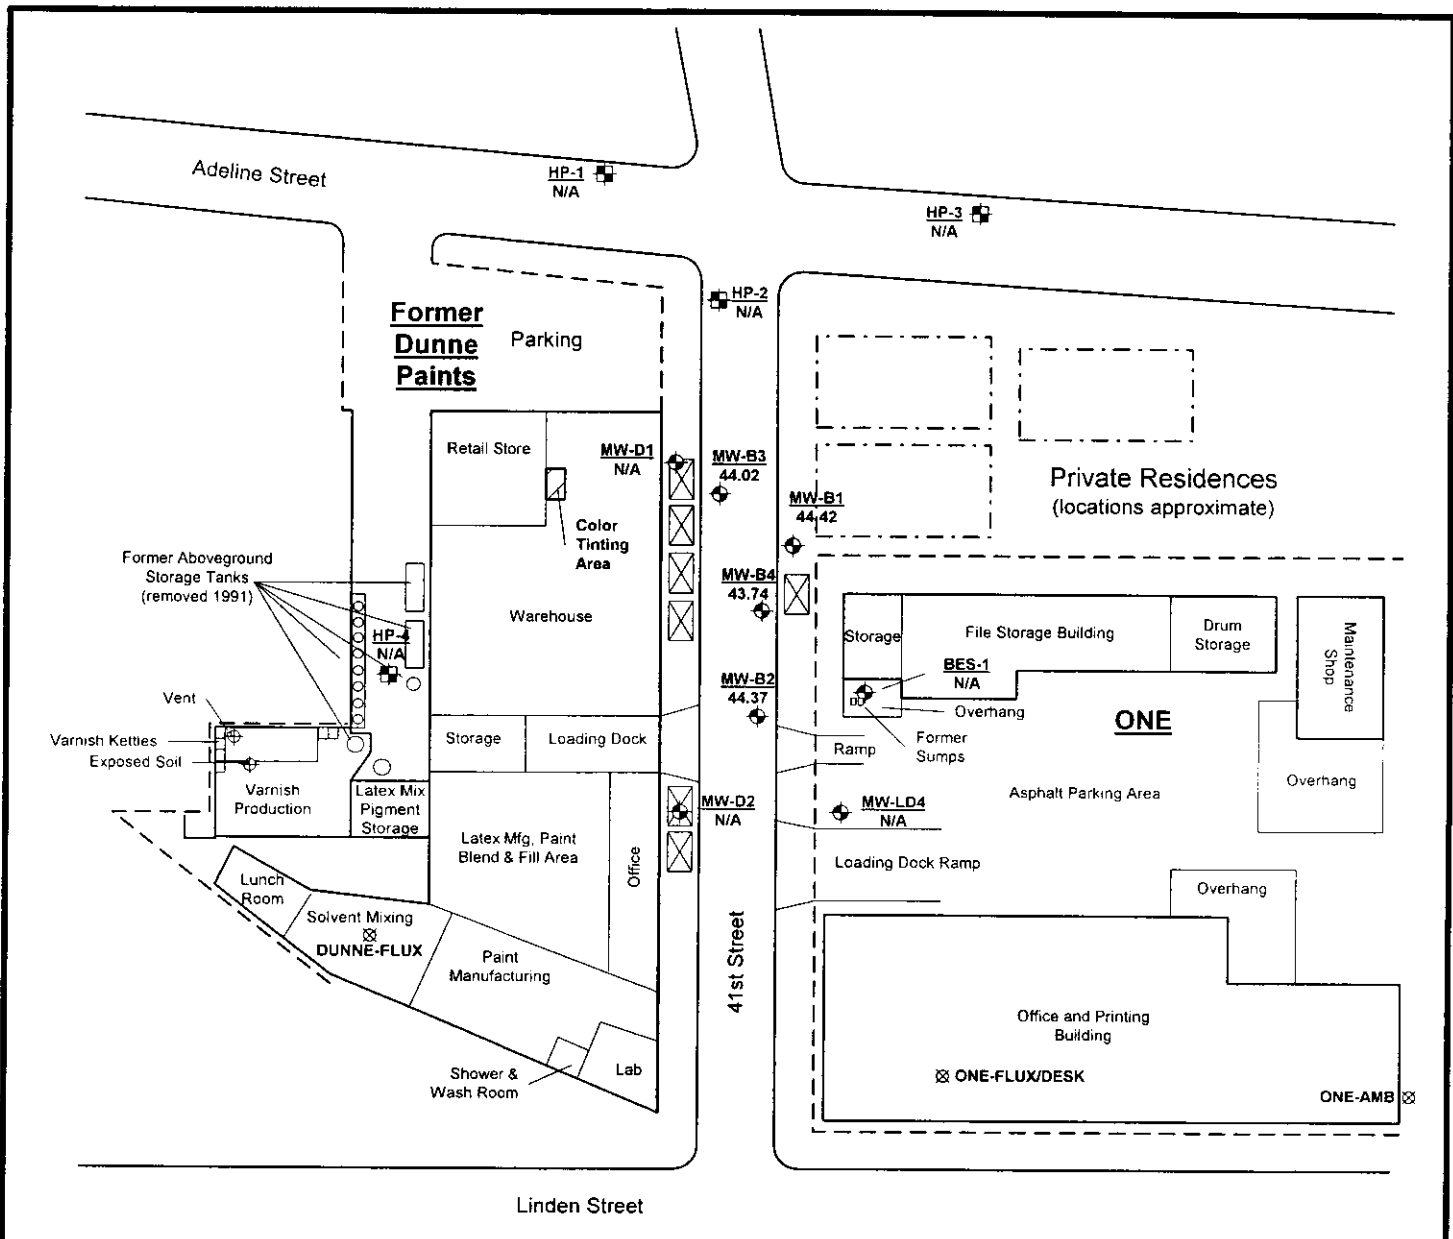 Adeline Street
HP-1
N/A
HP-3
N/A
HP-2
N/A
Former
Dunne
Paints
Parking
Retail Store
MW-D1
N/A
MW-B3
44.02
MW-B1
44.42
Private Residences
(locations approximate)
Color
Tinting
Area
Former Aboveground
Storage Tanks
(removed 1991)
MW-B4
43.74
Warehouse
HP-4
N/A
Storage
File Storage Building
Drum
Storage
Maintenance
Shop
BES-1
N/A
MW-B2
44.37
Vent
Overhang
ONE
Varnish Kettles
Exposed Soil
Storage
Loading Dock
Ramp
Former
Sumps
Overhang
Varnish
Production
Latex Mix
Pigment
Storage
MW-D2
N/A
MW-LD4
N/A
Asphalt Parking Area
Latex Mfg, Paint
Blend & Fill Area
Office
Loading Dock Ramp
Lunch
Room
Overhang
Solvent Mixing
DUNNE-FLUX
Paint
Manufacturing
41st Street
Office and Printing
Building
Shower &
Wash Room
Lab
ONE-FLUX/DESK
ONE-AMB
Linden Street